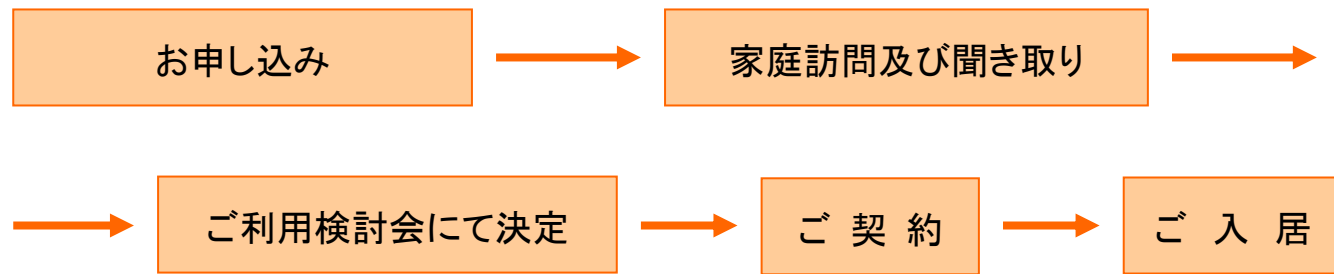 お申し込み
家庭訪問及び聞き取り
ご利用検討会にて決定
ご 契 約
ご 入 居